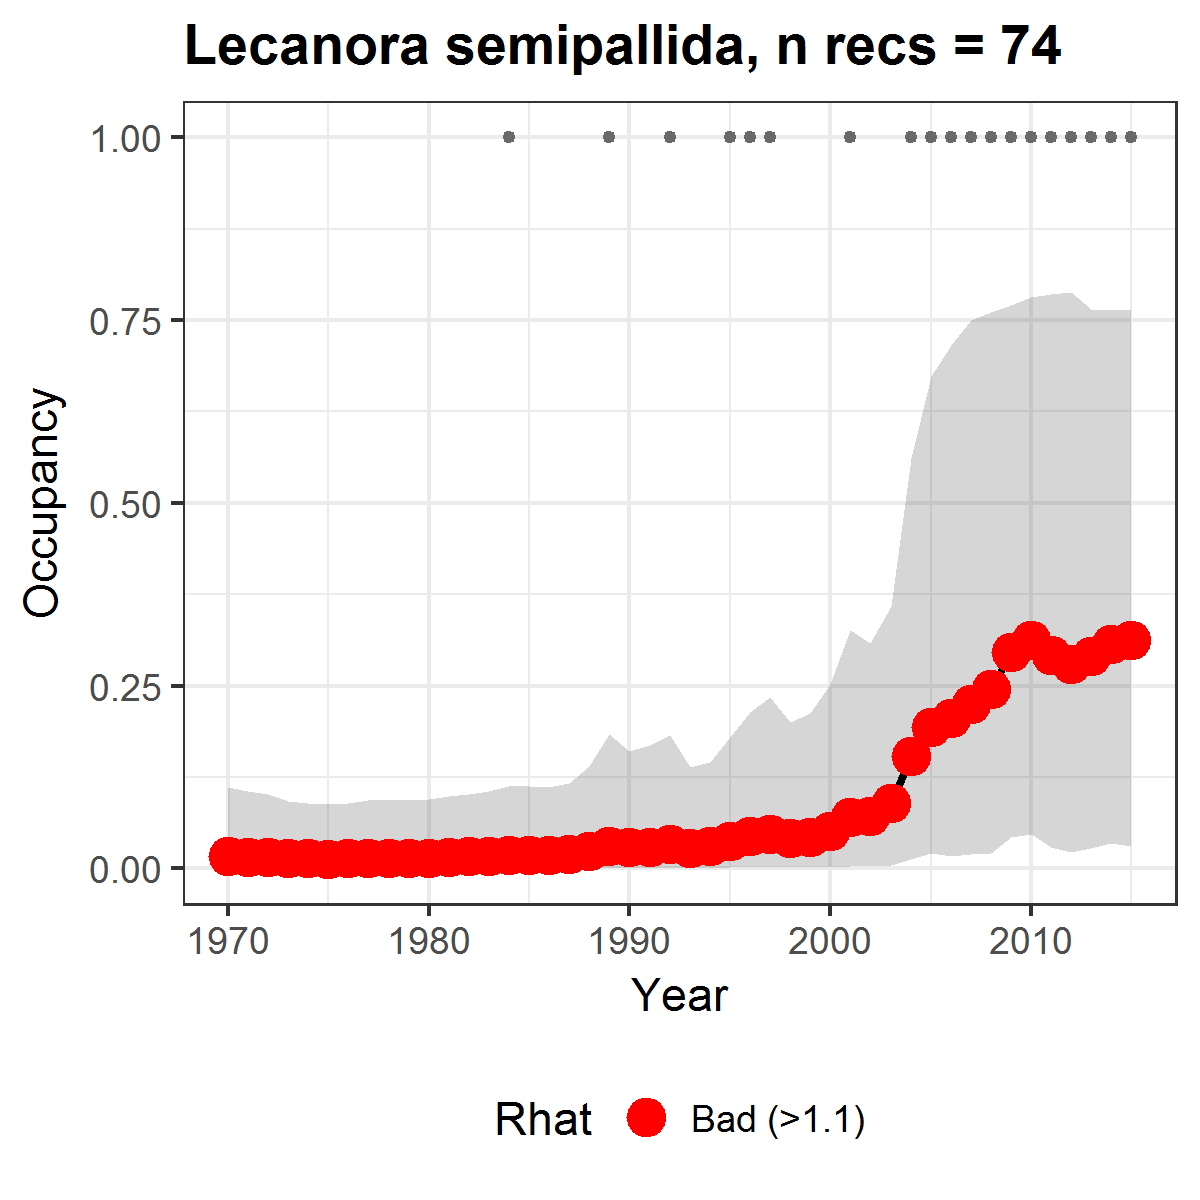 Lecanora semipallida, n recs = 74
1.00
0.75
0.50
0.25
0.00
Occupancy
1970 1980 1990 2000 2010
Year
Rhat Bad (>1.1)